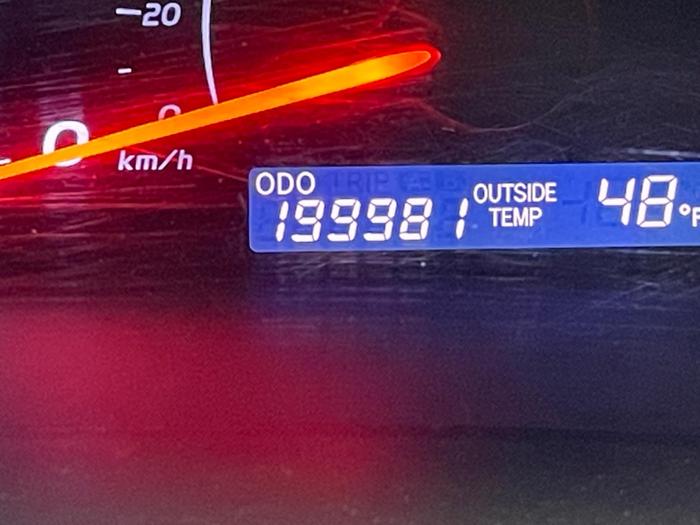 20
0
0
km/h
ODO
199981
OUTSIDE
TEMP
48°F